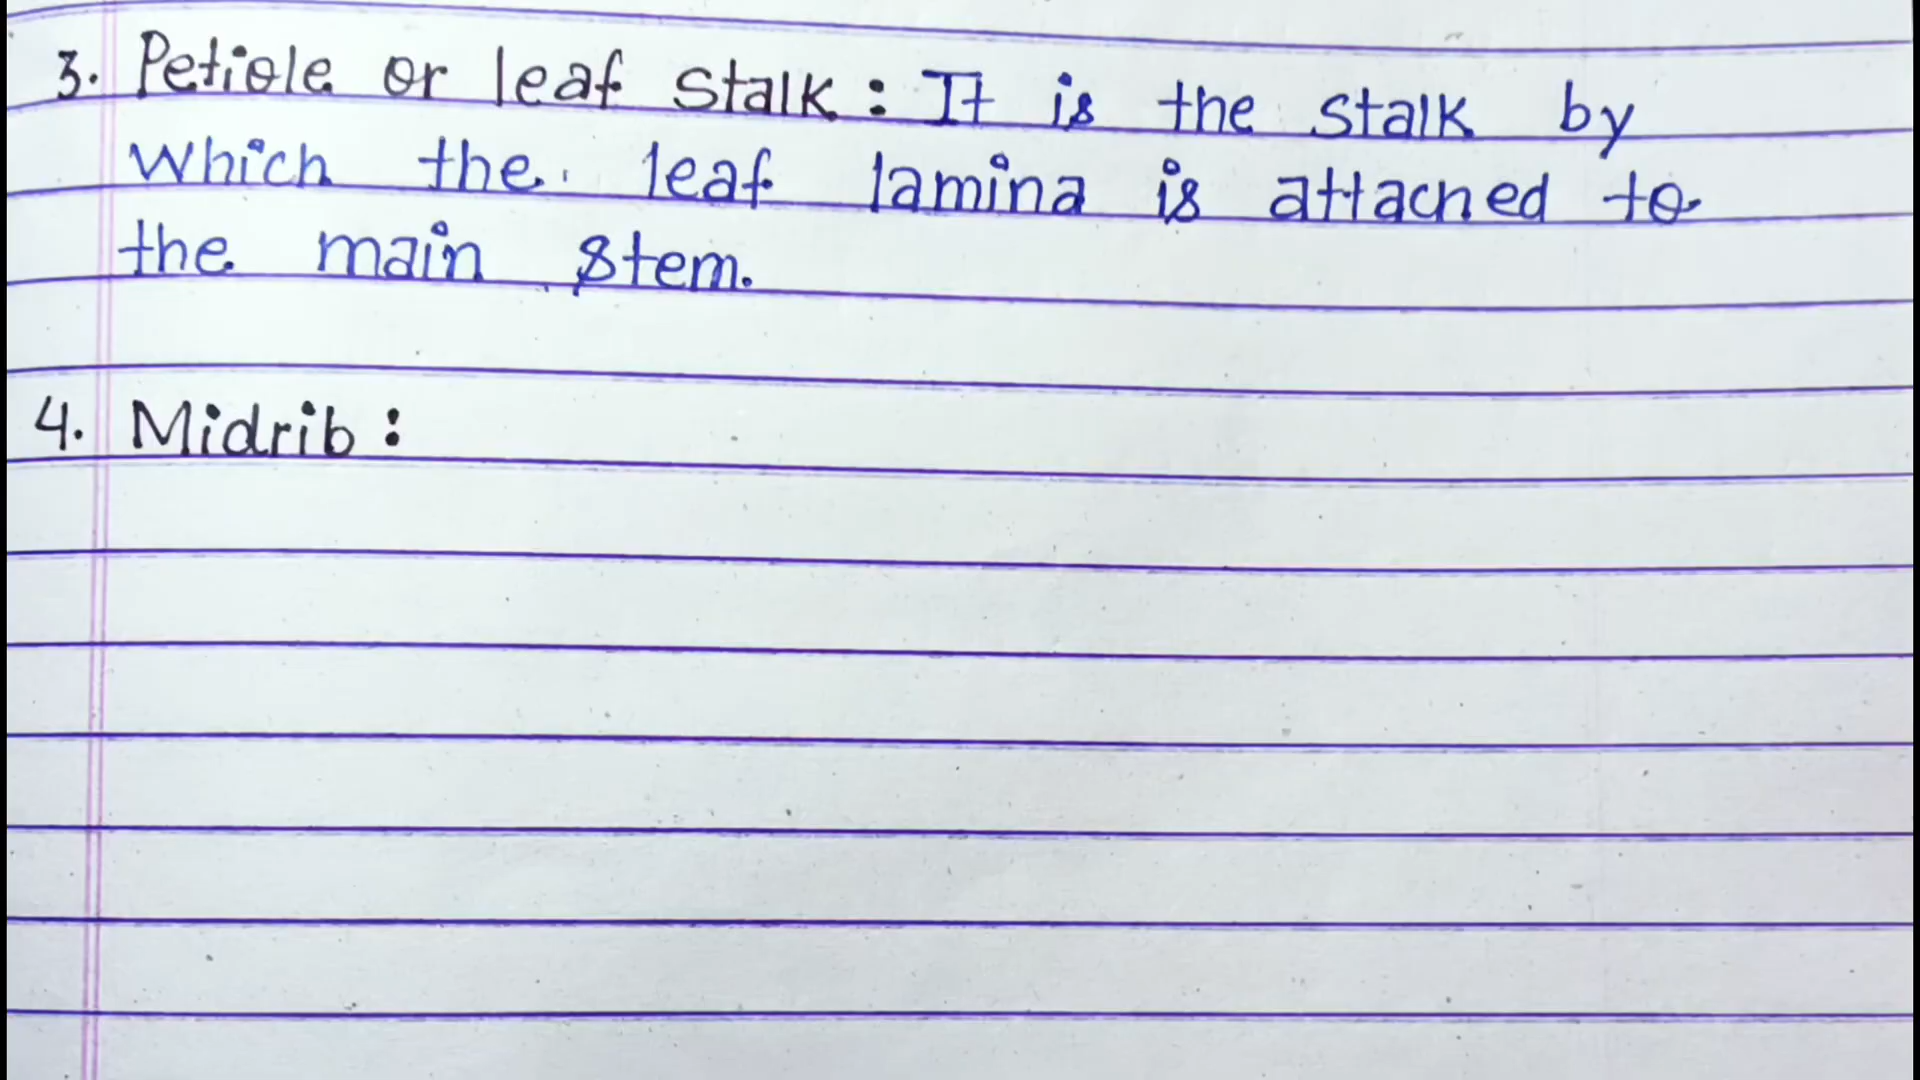 3. Petiole or leaf stalk : It is the stalk by
which the leaf lamina is attached to
the main stem.
4. Midrib :